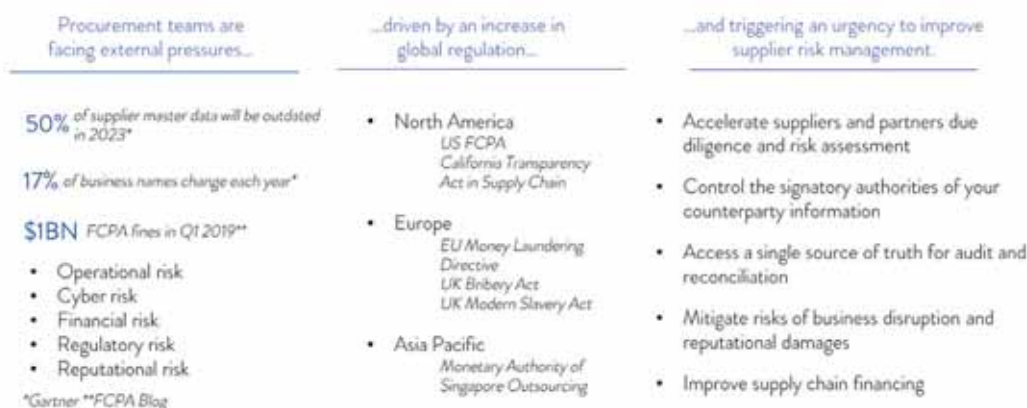 Procurement teams are
facing external pressures...
50% of supplier master data will be outdated
in 2023*
17% of business names change each year*
$1BN FCPA fines in Q1 2019**
• Operational risk
• Cyber risk
• Financial risk
• Regulatory risk
• Reputational risk
*Gartner **FCPA Blog
...driven by an increase in
global regulation...
• North America
US FCPA
California Transparency
Act in Supply Chain
• Europe
EU Money Laundering
Directive
UK Bribery Act
UK Modern Slavery Act
• Asia Pacific
Monetary Authority of
Singapore Outsourcing
...and triggering an urgency to improve
supplier risk management.
• Accelerate suppliers and partners due
diligence and risk assessment
• Control the signatory authorities of your
counterparty information
• Access a single source of truth for audit and
reconciliation
• Mitigate risks of business disruption and
reputational damages
• Improve supply chain financing